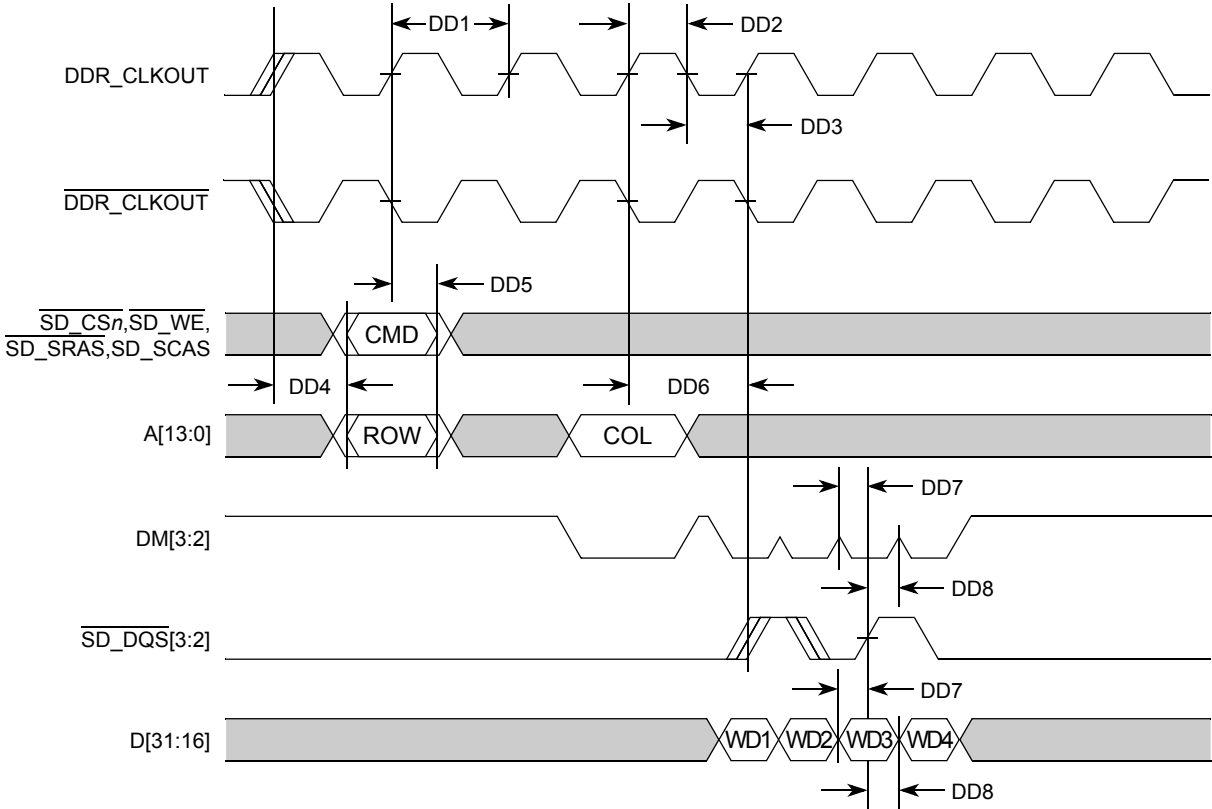 DD1
DD2
DDR_CLKOUT
DD3
DDR_CLKOUT
DD5
SD_CSn,SD_WE,
SD_SRAS,SD_SCAS
CMD
DD4
DD6
A[13:0]
ROW
COL
DD7
DM[3:2]
DD8
SD_DQS[3:2]
DD7
D[31:16]
WD1
WD2
WD3
WD4
DD8